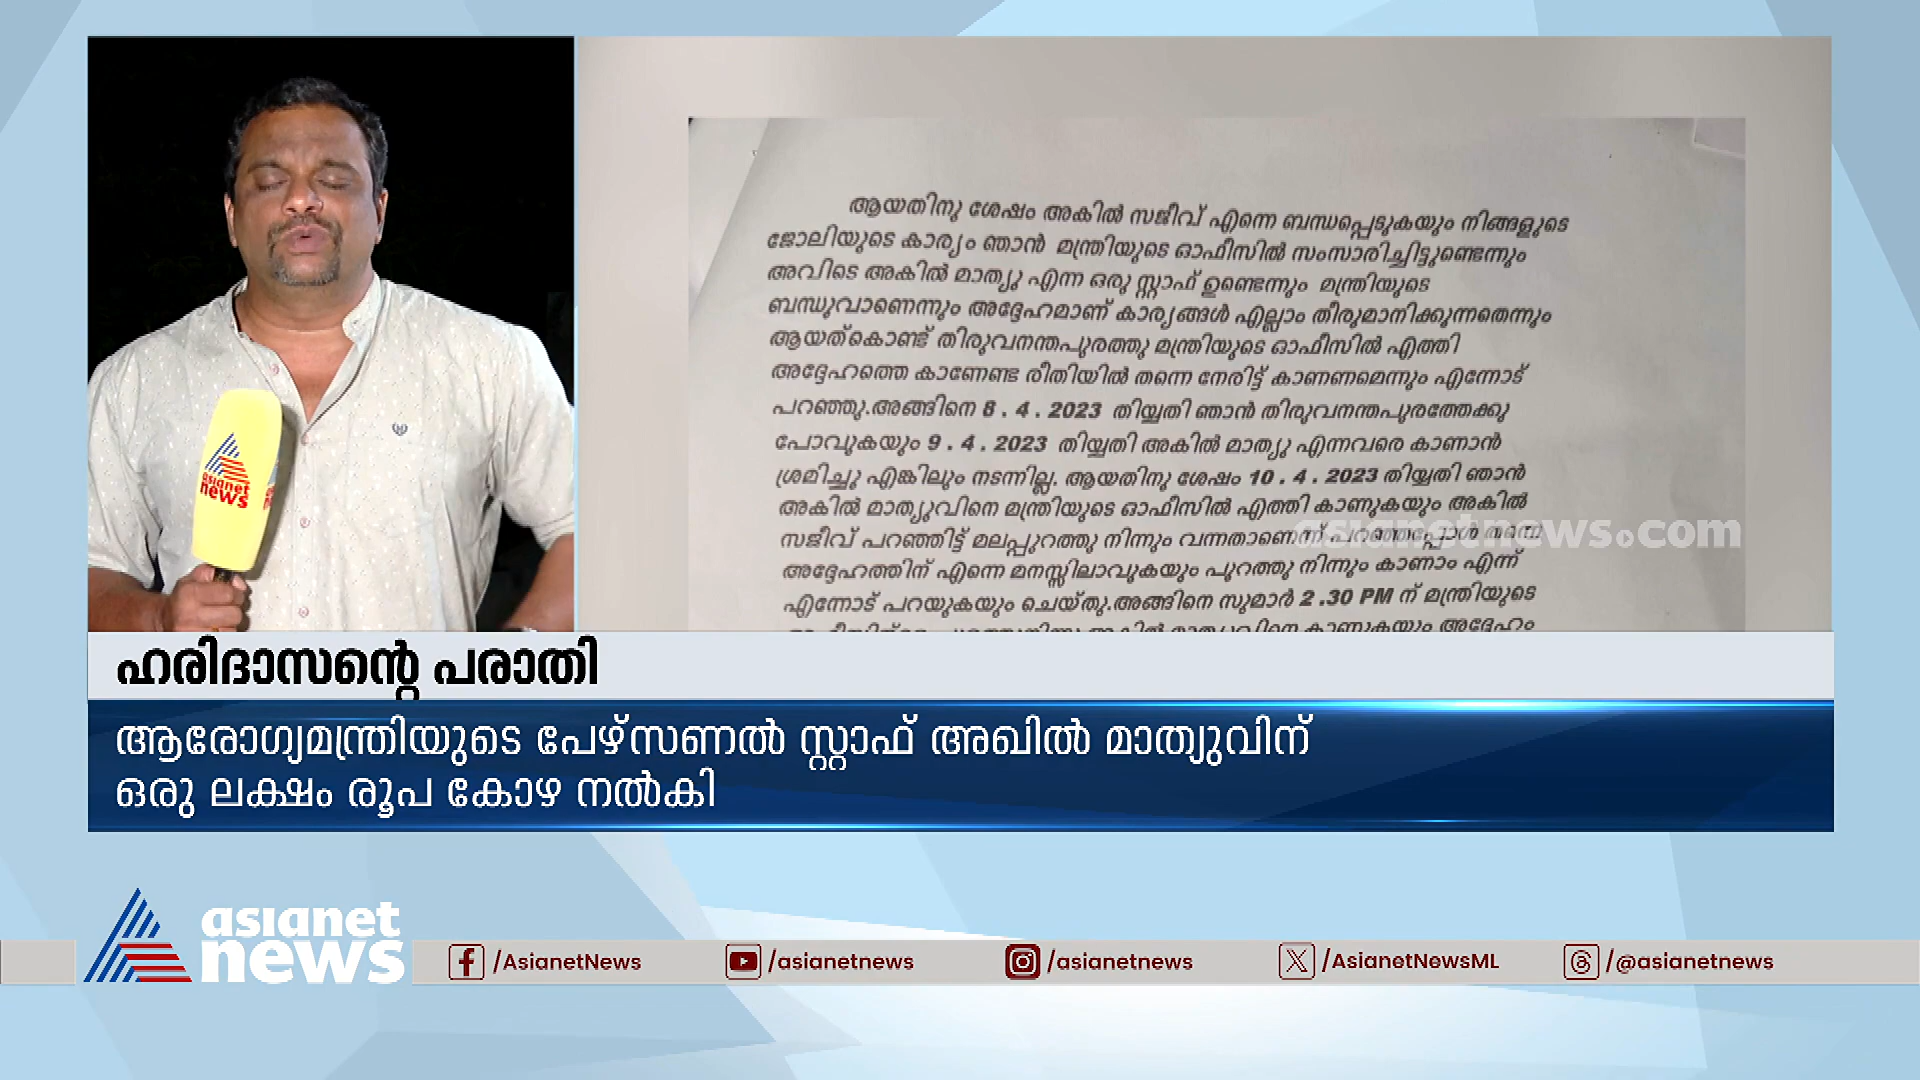 ആയതിനു ശേഷം അകിൽ സജീവ് എന്നെ ബന്ധപ്പെടുകയും നിങ്ങളുടെ
ജോലിയുടെ കാര്യം ഞാൻ മന്ത്രിയുടെ ഓഫീസിൽ സംസാരിച്ചിട്ടുണ്ടെന്നും
അവിടെ അകിൽ മാത്യു എന്ന ഒരു സ്റ്റാഫ് ഉണ്ടെന്നും മന്ത്രിയുടെ
ബന്ധുവാണെന്നും അദ്ദേഹമാണ് കാര്യങ്ങൾ എല്ലാം തീരുമാനിക്കുന്നതെന്നും
ആയത്കൊണ്ട് തിരുവനന്തപുരത്തു മന്ത്രിയുടെ ഓഫീസിൽ എത്തി
അദ്ദേഹത്തെ കാണേണ്ട രീതിയിൽ തന്നെ നേരിട്ട് കാണണമെന്നും എന്നോട്
പറഞ്ഞു.അങ്ങിനെ 8 . 4 . 2023 തിയ്യതി ഞാൻ തിരുവനന്തപുരത്തേക്കു
പോവുകയും 9 . 4 . 2023 തിയ്യതി അകിൽ മാത്യു എന്നവരെ കാണാൻ
ശ്രമിച്ചു എങ്കിലും നടന്നില്ല. ആയതിനു ശേഷം 10 . 4 . 2023 തിയ്യതി ഞാൻ
അകിൽ മാത്യുവിനെ മന്ത്രിയുടെ ഓഫീസിൽ എത്തി കാണുകയും അകിൽ
സജീവ് പറഞ്ഞിട്ട് മലപ്പുറത്തു നിന്നും വന്നതാണെന്ന് പറഞ്ഞപ്പോൾ തന്നെ
asianetnews.com
അദ്ദേഹത്തിന് എന്നെ മനസ്സിലാവുകയും പുറത്തു നിന്നും കാണാം എന്ന്
എന്നോട് പറയുകയും ചെയ്തു.അങ്ങിനെ സുമാർ 2 .30 PM ന് മന്ത്രിയുടെ
asianet
news
ഹരിദാസന്റെ പരാതി
ആരോഗ്യമന്ത്രിയുടെ പേഴ്സണൽ സ്റ്റാഫ് അഖിൽ മാത്യുവിന്
ഒരു ലക്ഷം രൂപ കോഴ നൽകി
asianet
news
/AsianetNews /asianetnews /asianetnews /AsianetNewsML /@asianetnews